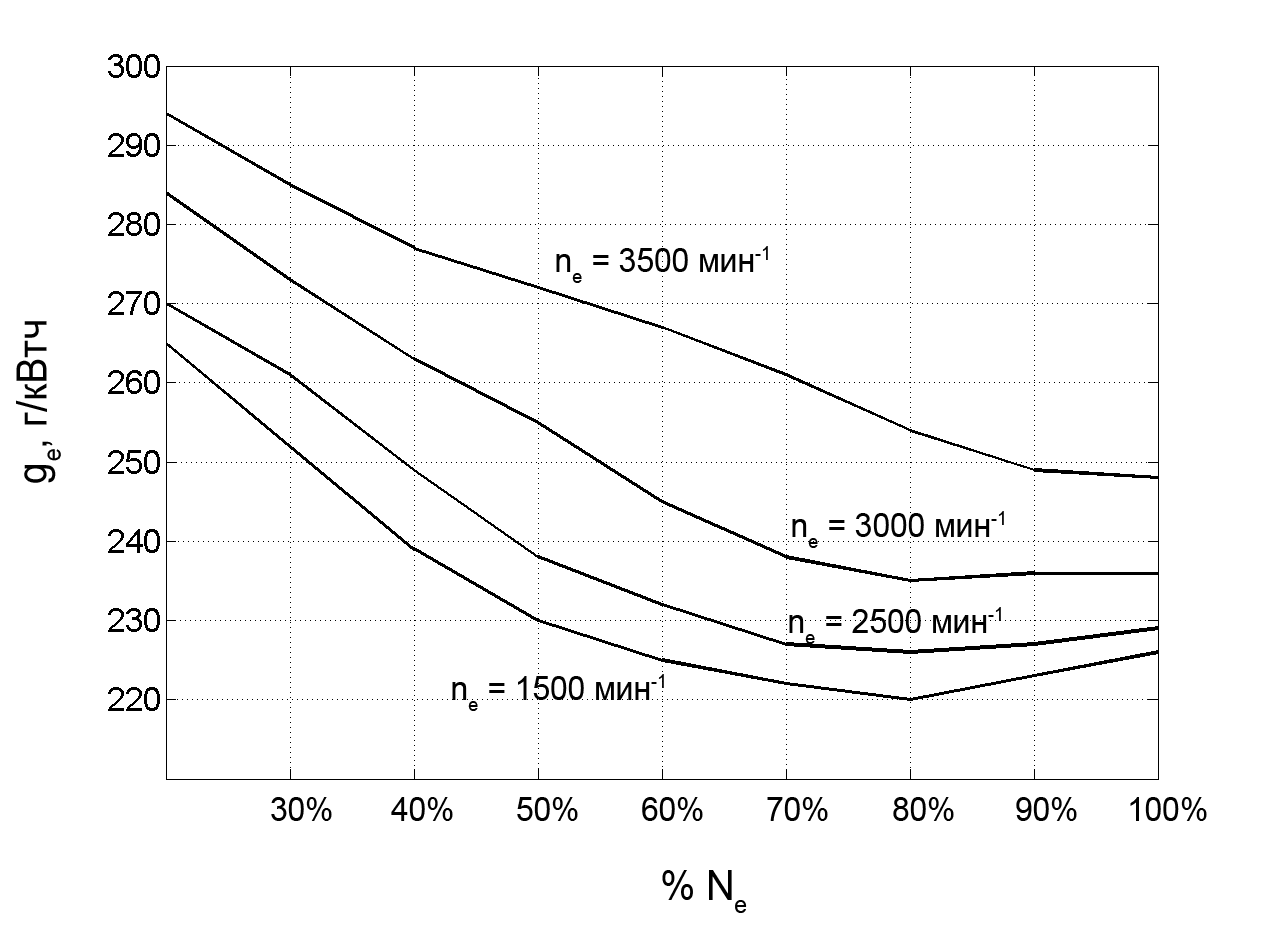 300
290
280
270
260
250
240
230
220
gₑ, г/кВтч
nₑ = 3500 мин⁻¹
nₑ = 3000 мин⁻¹
nₑ = 2500 мин⁻¹
nₑ = 1500 мин⁻¹
30% 40% 50% 60% 70% 80% 90% 100%
% Nₑ